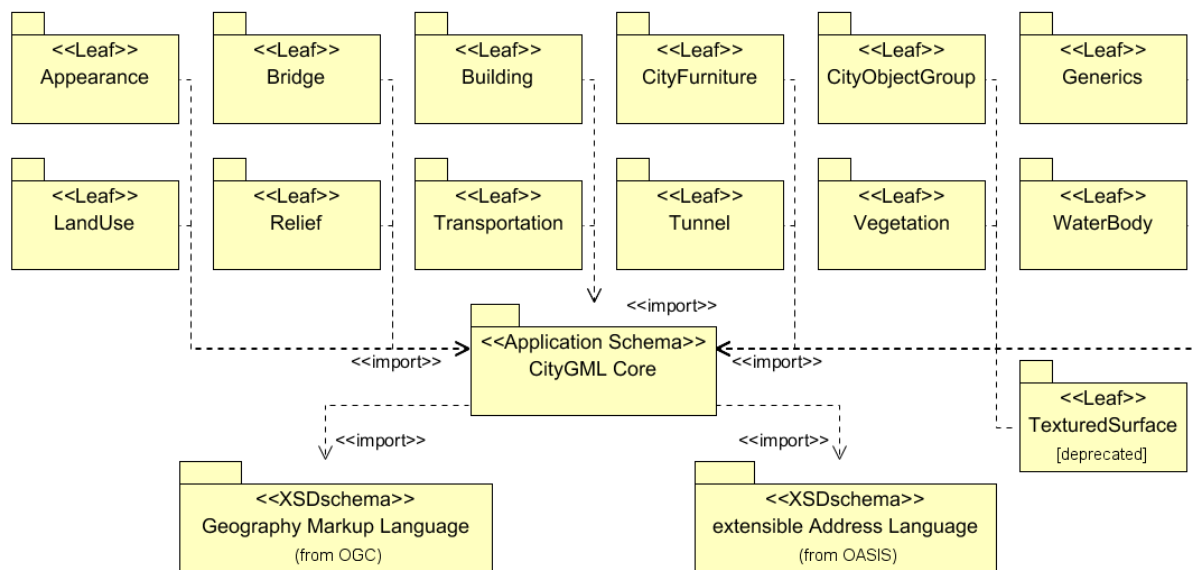 <<Leaf>>
Appearance
<<Leaf>>
Bridge
<<Leaf>>
Building
<<Leaf>>
CityFurniture
<<Leaf>>
CityObjectGroup
<<Leaf>>
Generics
<<Leaf>>
LandUse
<<Leaf>>
Relief
<<Leaf>>
Transportation
<<Leaf>>
Tunnel
<<Leaf>>
Vegetation
<<Leaf>>
WaterBody
<<import>>
<<Application Schema>>
CityGML Core
<<import>>
<<import>>
<<Leaf>>
TexturedSurface
[deprecated]
<<import>>
<<import>>
<<XSDschema>>
Geography Markup Language
(from OGC)
<<XSDschema>>
extensible Address Language
(from OASIS)